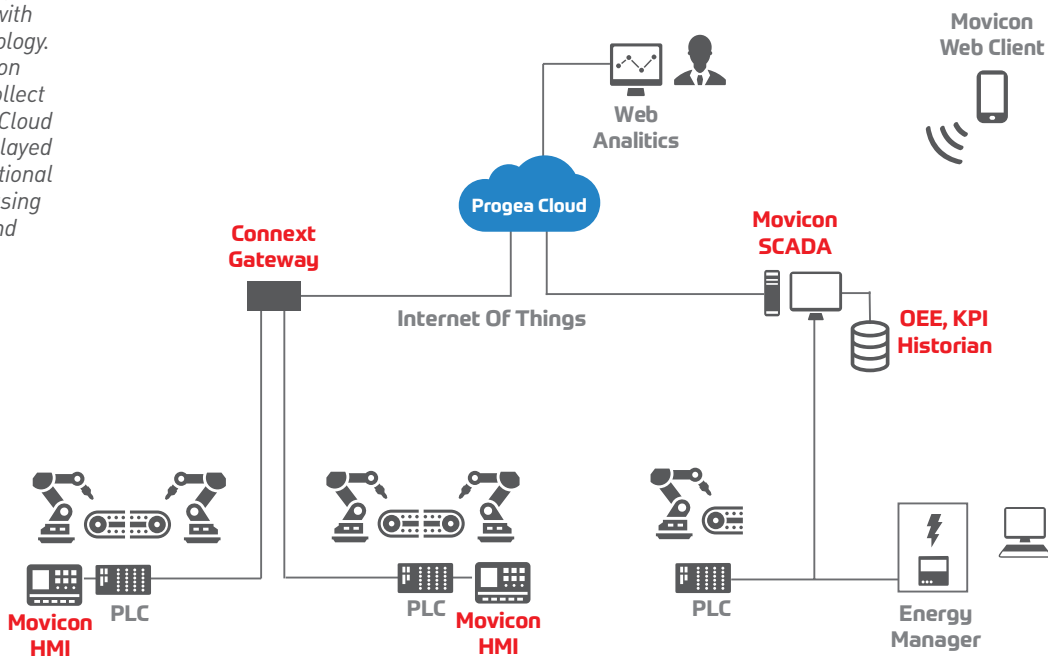 with
ology.
on
ollect
Cloud
layed
tional
sing
nd
Movicon
Web Client
Web
Analitics
Progea Cloud
Connext
Gateway
Movicon
SCADA
Internet Of Things
OEE, KPI
Historian
PLC
Movicon
HMI
PLC
Movicon
HMI
PLC
Energy
Manager